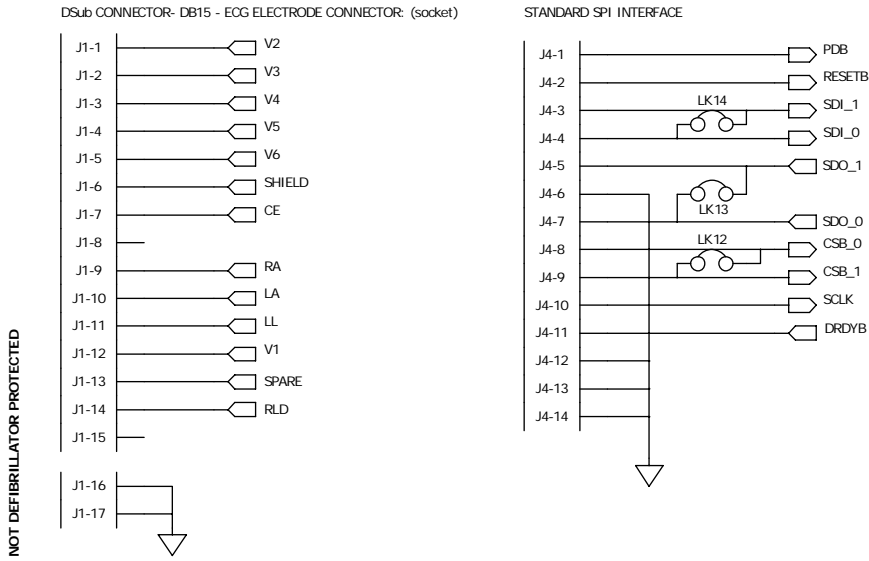 DSub CONNECTOR- DB15 - ECG ELECTRODE CONNECTOR: (socket)
J1-1 V2
J1-2 V3
J1-3 V4
J1-4 V5
J1-5 V6
J1-6 SHIELD
J1-7 CE
J1-8
J1-9 RA
J1-10 LA
J1-11 LL
J1-12 V1
J1-13 SPARE
J1-14 RLD
J1-15
J1-16
J1-17
NOT DEFIBRILLATOR PROTECTED
STANDARD SPI INTERFACE
J4-1 PDB
J4-2 RESETB
LK14
J4-3 SDI_1
J4-4 SDI_0
J4-5 SDO_1
J4-6
LK13
J4-7 SDO_0
LK12
J4-8 CSB_0
J4-9 CSB_1
J4-10 SCLK
J4-11 DRDYB
J4-12
J4-13
J4-14